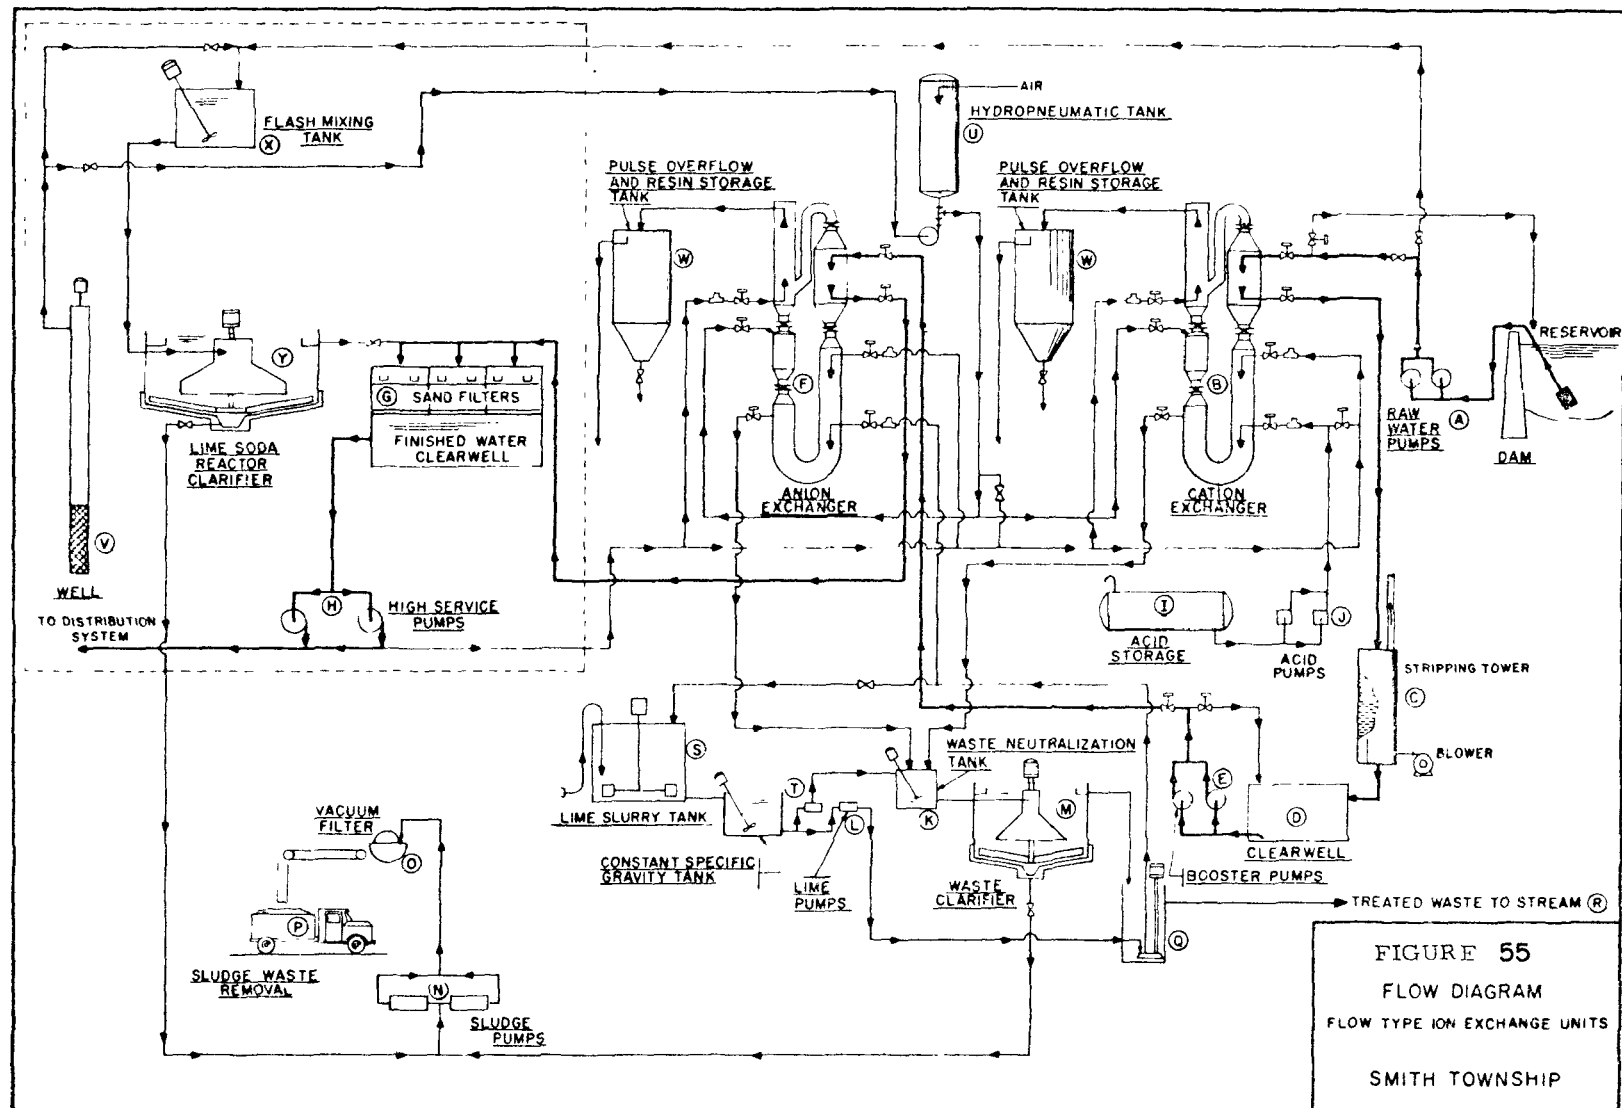 AIR
HYDROPNEUMATIC TANK
U
FLASH MIXING
TANK
X
PULSE OVERFLOW
AND RESIN STORAGE
TANK
W
PULSE OVERFLOW
AND RESIN STORAGE
TANK
W
RESERVOIR
Y
G SAND FILTERS
FINISHED WATER
CLEARWELL
LIME SODA
REACTOR
CLARIFIER
F
ANION
EXCHANGER
B
CATION
EXCHANGER
RAW
WATER
PUMPS
A
DAM
V
WELL
TO DISTRIBUTION
SYSTEM
H
HIGH SERVICE
PUMPS
I
ACID
STORAGE
J
ACID
PUMPS
STRIPPING TOWER
C
BLOWER
S
LIME SLURRY TANK
T
L
CONSTANT SPECIFIC
GRAVITY TANK
LIME
PUMPS
WASTE NEUTRALIZATION
TANK
K
M
WASTE
CLARIFIER
E
D
CLEARWELL
BOOSTER PUMPS
VACUUM
FILTER
O
P
SLUDGE WASTE
REMOVAL
N
SLUDGE
PUMPS
Q
TREATED WASTE TO STREAM R
FIGURE 55
FLOW DIAGRAM
FLOW TYPE ION EXCHANGE UNITS
SMITH TOWNSHIP